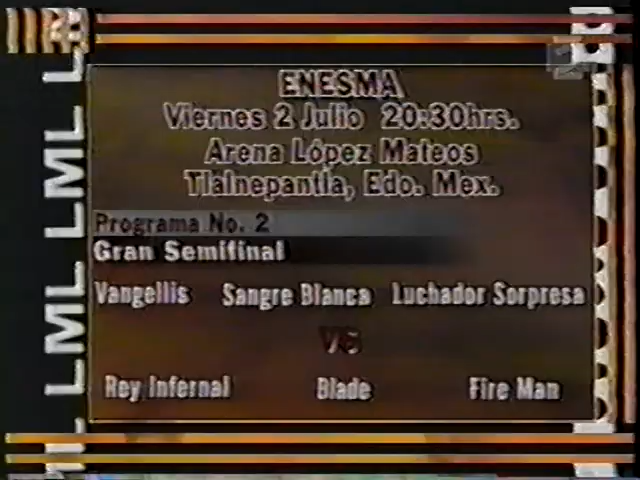 ENESMA
Viernes 2 Julio 20:30hrs.
Arena López Mateos
Tlalnepantla, Edo. Mex.
Programa No. 2
Gran Semifinal
Vangellis Sangre Blanca Luchador Sorpresa
VS
Rey Infernal Blade Fire Man
LML LML LML